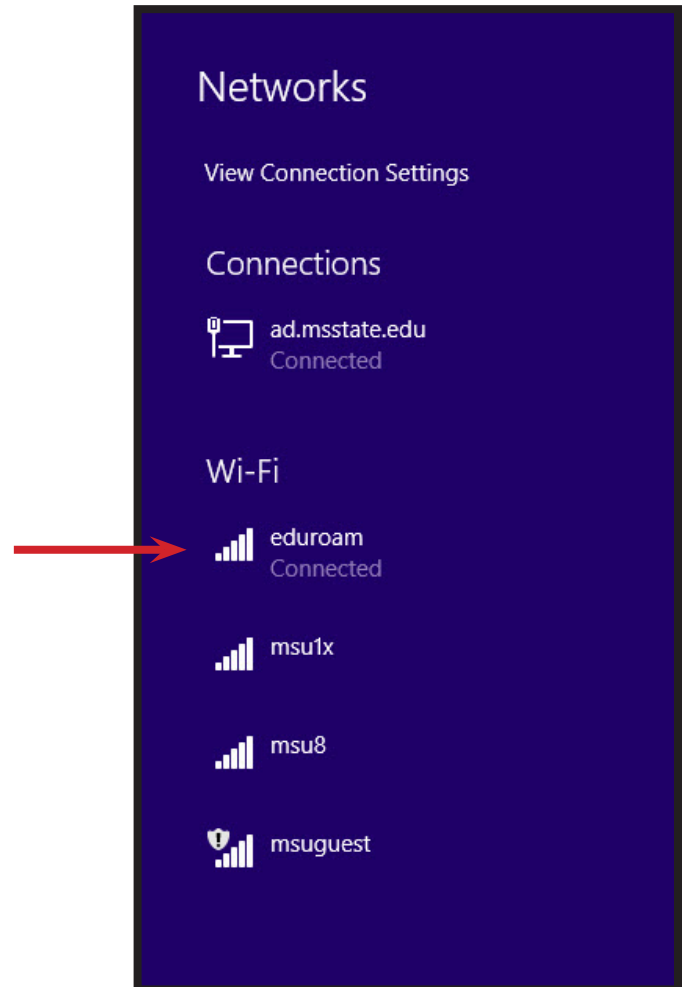 Networks
View Connection Settings
Connections
ad.msstate.edu
Connected
Wi-Fi
eduroam
Connected
msu1x
msu8
msuguest